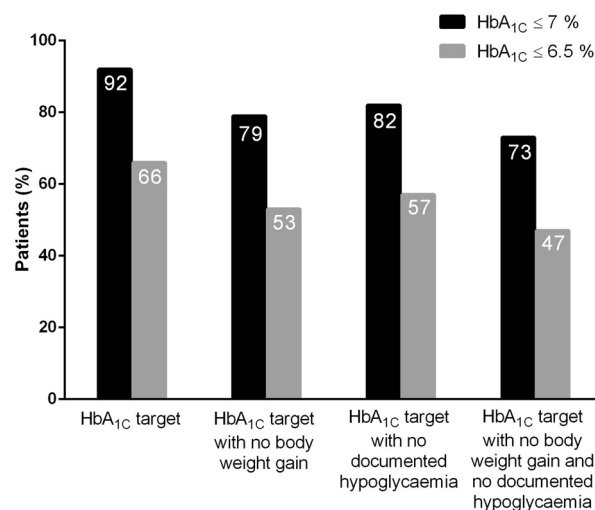 HbA1C ≤ 7 %
HbA1C ≤ 6.5 %
Patients (%)
100
80
60
40
20
0
92
66
79
53
82
57
73
47
HbA1C target
HbA1C target
with no body
weight gain
HbA1C target
with no
documented
hypoglycaemia
HbA1C target
with no body
weight gain and
no documented
hypoglycaemia